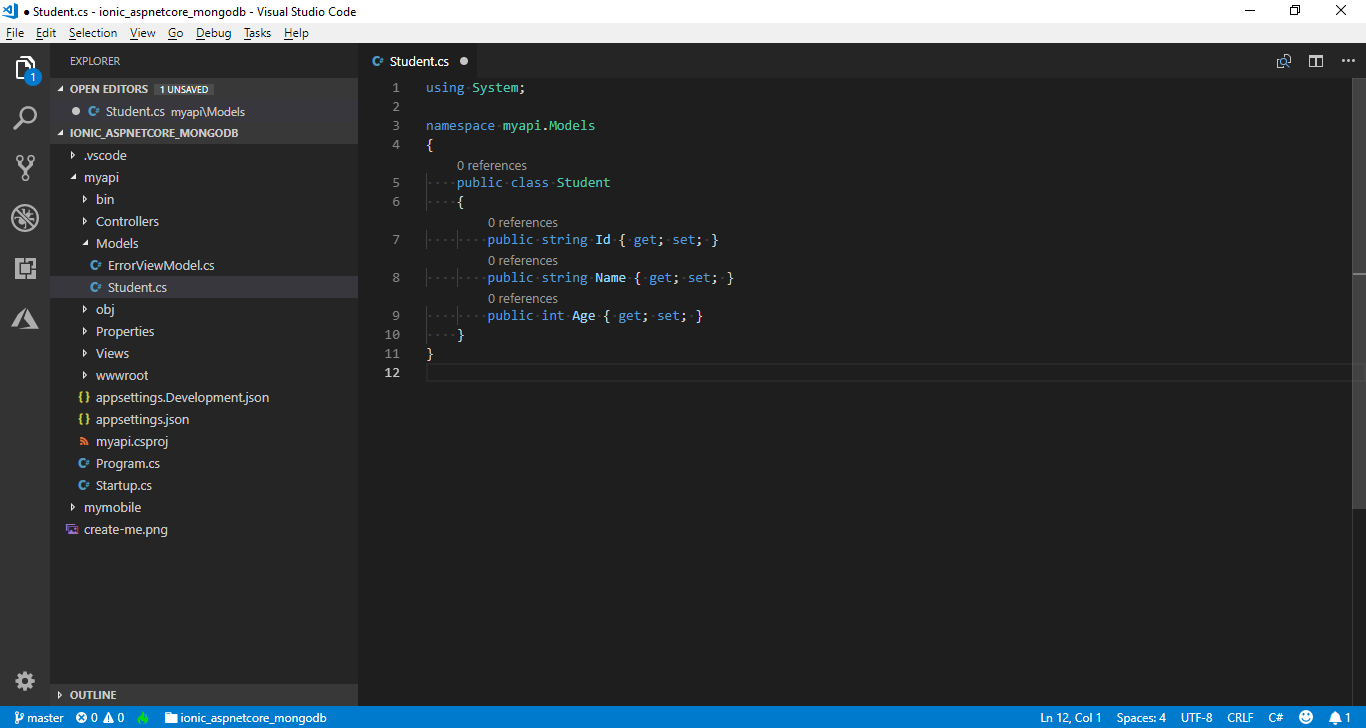 ● Student.cs - ionic_aspnetcore_mongodb - Visual Studio Code
File Edit Selection View Go Debug Tasks Help
1
EXPLORER
OPEN EDITORS 1 UNSAVED
● C# Student.cs myapi\Models
IONIC_ASPNETCORE_MONGODB
.vscode
myapi
bin
Controllers
Models
C# ErrorViewModel.cs
C# Student.cs
obj
Properties
Views
wwwroot
{} appsettings.Development.json
{} appsettings.json
myapi.csproj
C# Program.cs
C# Startup.cs
mymobile
create-me.png
OUTLINE
C# Student.cs ●
1 using System;
2
3 namespace myapi.Models
4 {
0 references
5 public class Student
6 {
0 references
7 public string Id { get; set; }
0 references
8 public string Name { get; set; }
0 references
9 public int Age { get; set; }
10 }
11 }
12
master 0 0 ionic_aspnetcore_mongodb Ln 12, Col 1 Spaces: 4 UTF-8 CRLF C# 1